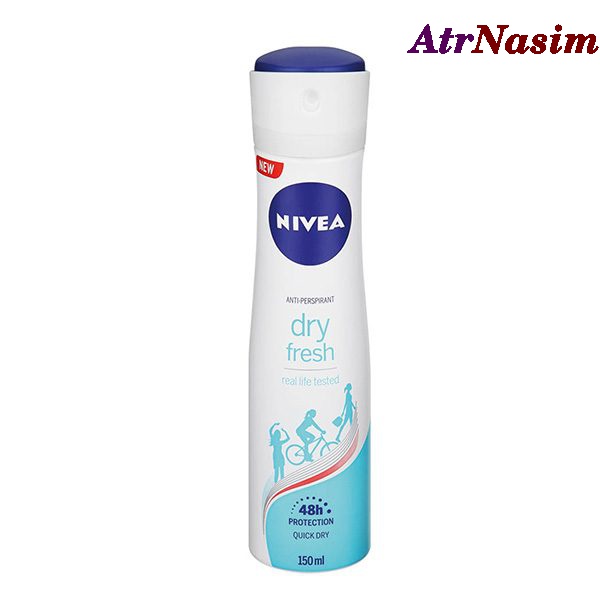 AtrNasim
NEW
NIVEA
ANTI-PERSPIRANT
dry
fresh
real life tested
48h
PROTECTION
QUICK DRY
150ml